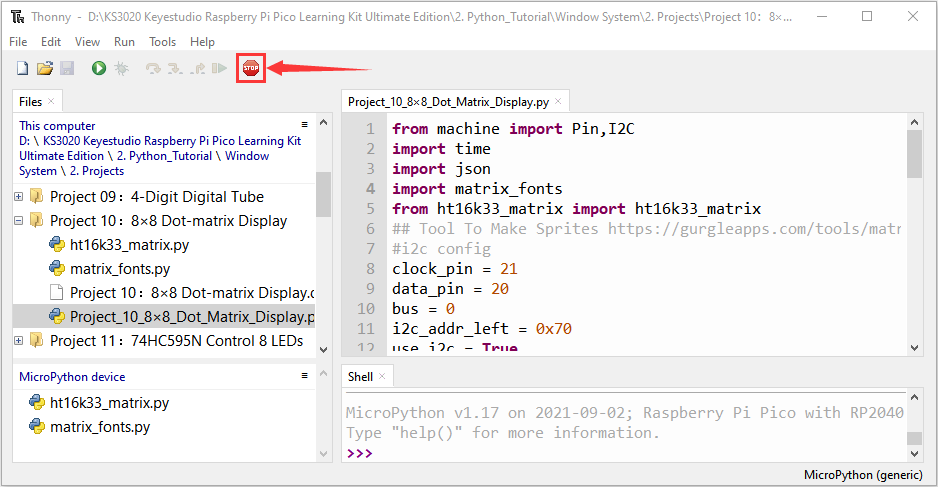 Thonny - D:\KS3020 Keyestudio Raspberry Pi Pico Learning Kit Ultimate Edition\2. Python_Tutorial\Window System\2. Projects\Project 10：8×...
File Edit View Run Tools Help
STOP
Files ×
This computer
D: \ KS3020 Keyestudio Raspberry Pi Pico Learning Kit
Ultimate Edition \ 2. Python_Tutorial \ Window
System \ 2. Projects
Project 09：4-Digit Digital Tube
Project 10：8×8 Dot-matrix Display
ht16k33_matrix.py
matrix_fonts.py
Project 10：8×8 Dot-matrix Display.
Project_10_8×8_Dot_Matrix_Display.p
Project 11：74HC595N Control 8 LEDs
MicroPython device
ht16k33_matrix.py
matrix_fonts.py
Project_10_8×8_Dot_Matrix_Display.py ×
1 from machine import Pin,I2C
2 import time
3 import json
4 import matrix_fonts
5 from ht16k33_matrix import ht16k33_matrix
6 ## Tool To Make Sprites https://gurgleapps.com/tools/matr
7 #i2c config
8 clock_pin = 21
9 data_pin = 20
10 bus = 0
11 i2c_addr_left = 0x70
12 use_i2c = True
Shell ×
MicroPython v1.17 on 2021-09-02; Raspberry Pi Pico with RP2040
Type "help()" for more information.
>>>
MicroPython (generic)